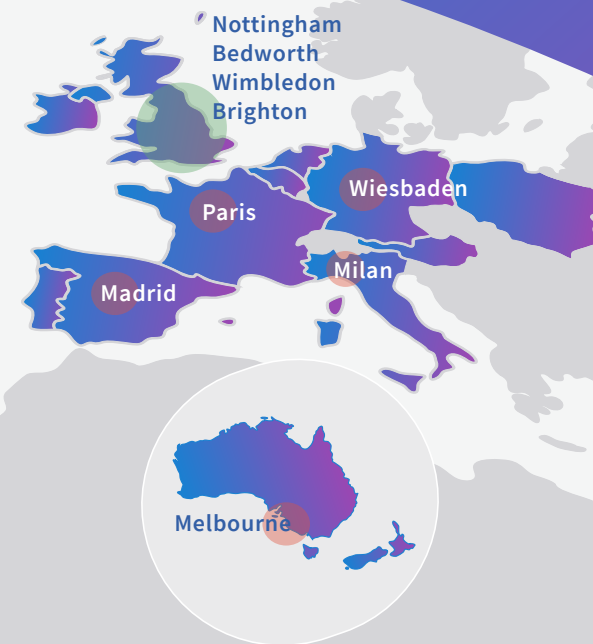 Nottingham
Bedworth
Wimbledon
Brighton
Wiesbaden
Paris
Milan
Madrid
Melbourne